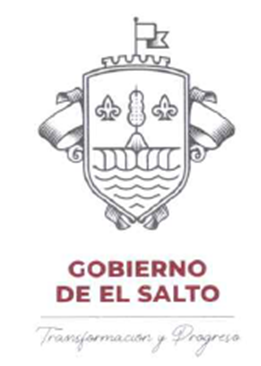 GOBIERNO
DE EL SALTO
Transformación y Progreso